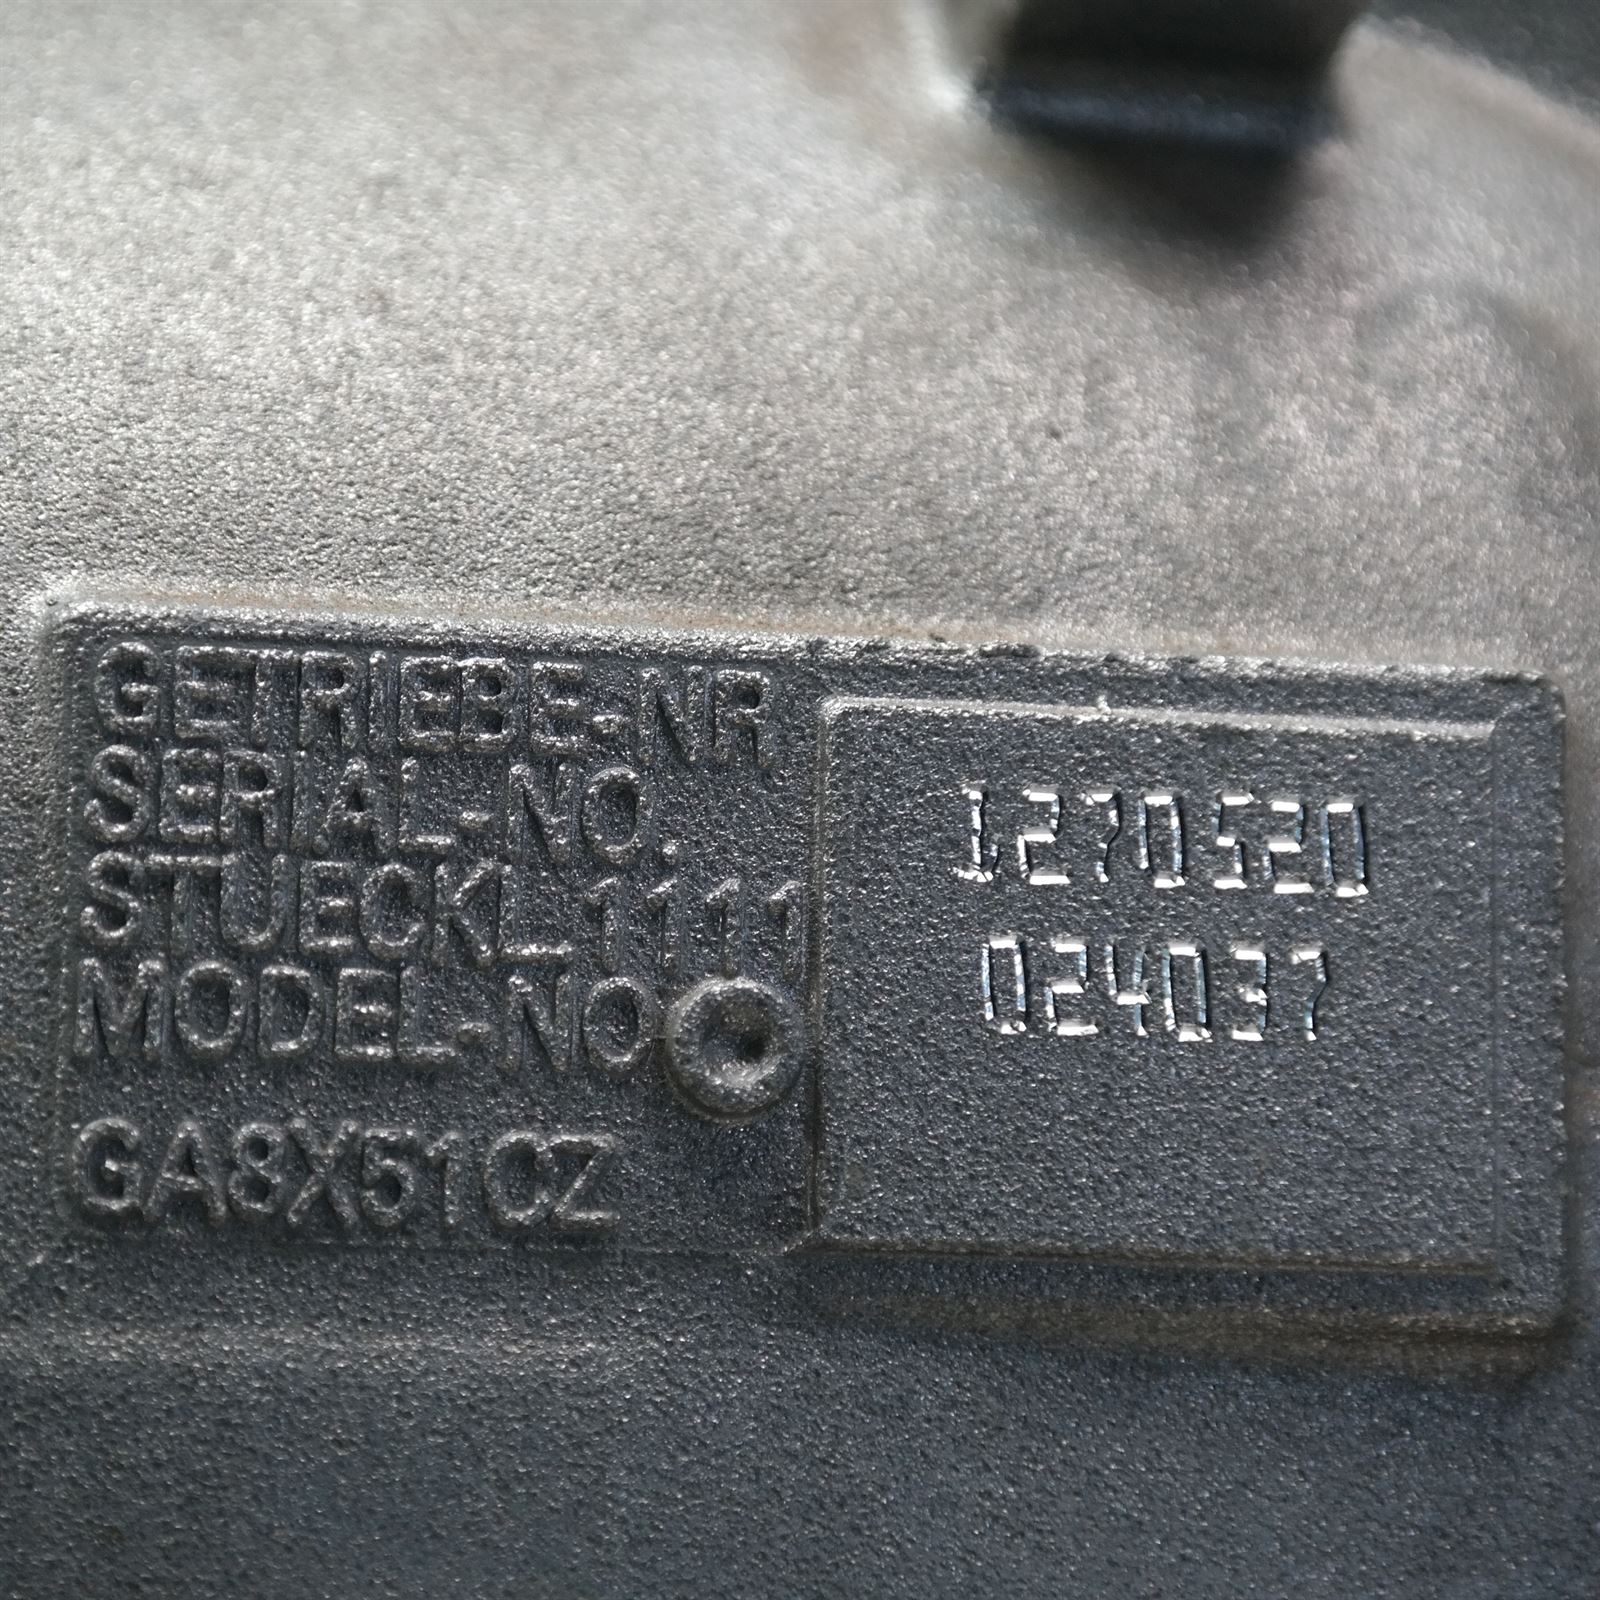 GETRIEBE-NR
SERIAL-NO.
1270520
STUECKL.1111
MODEL-NO
024037
GA8X51CZ